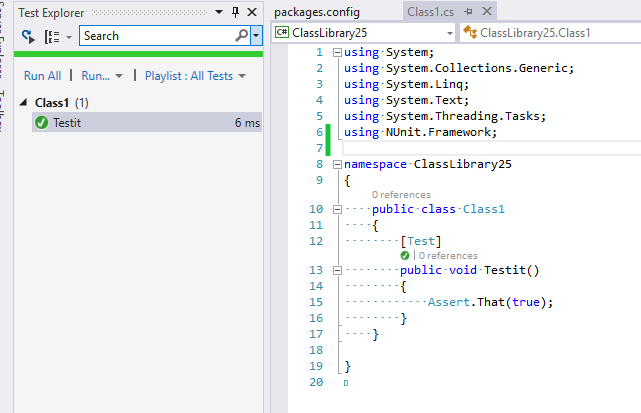 Test Explorer
Search
Run All | Run... | Playlist : All Tests
Class1 (1)
Testit 6 ms
packages.config
Class1.cs
C# ClassLibrary25
ClassLibrary25.Class1
1 using System;
2 using System.Collections.Generic;
3 using System.Linq;
4 using System.Text;
5 using System.Threading.Tasks;
6 using NUnit.Framework;
7
8 namespace ClassLibrary25
9 {
0 references
10 public class Class1
11 {
12 [Test]
| 0 references
13 public void Testit()
14 {
15 Assert.That(true);
16 }
17 }
18
19 }
20